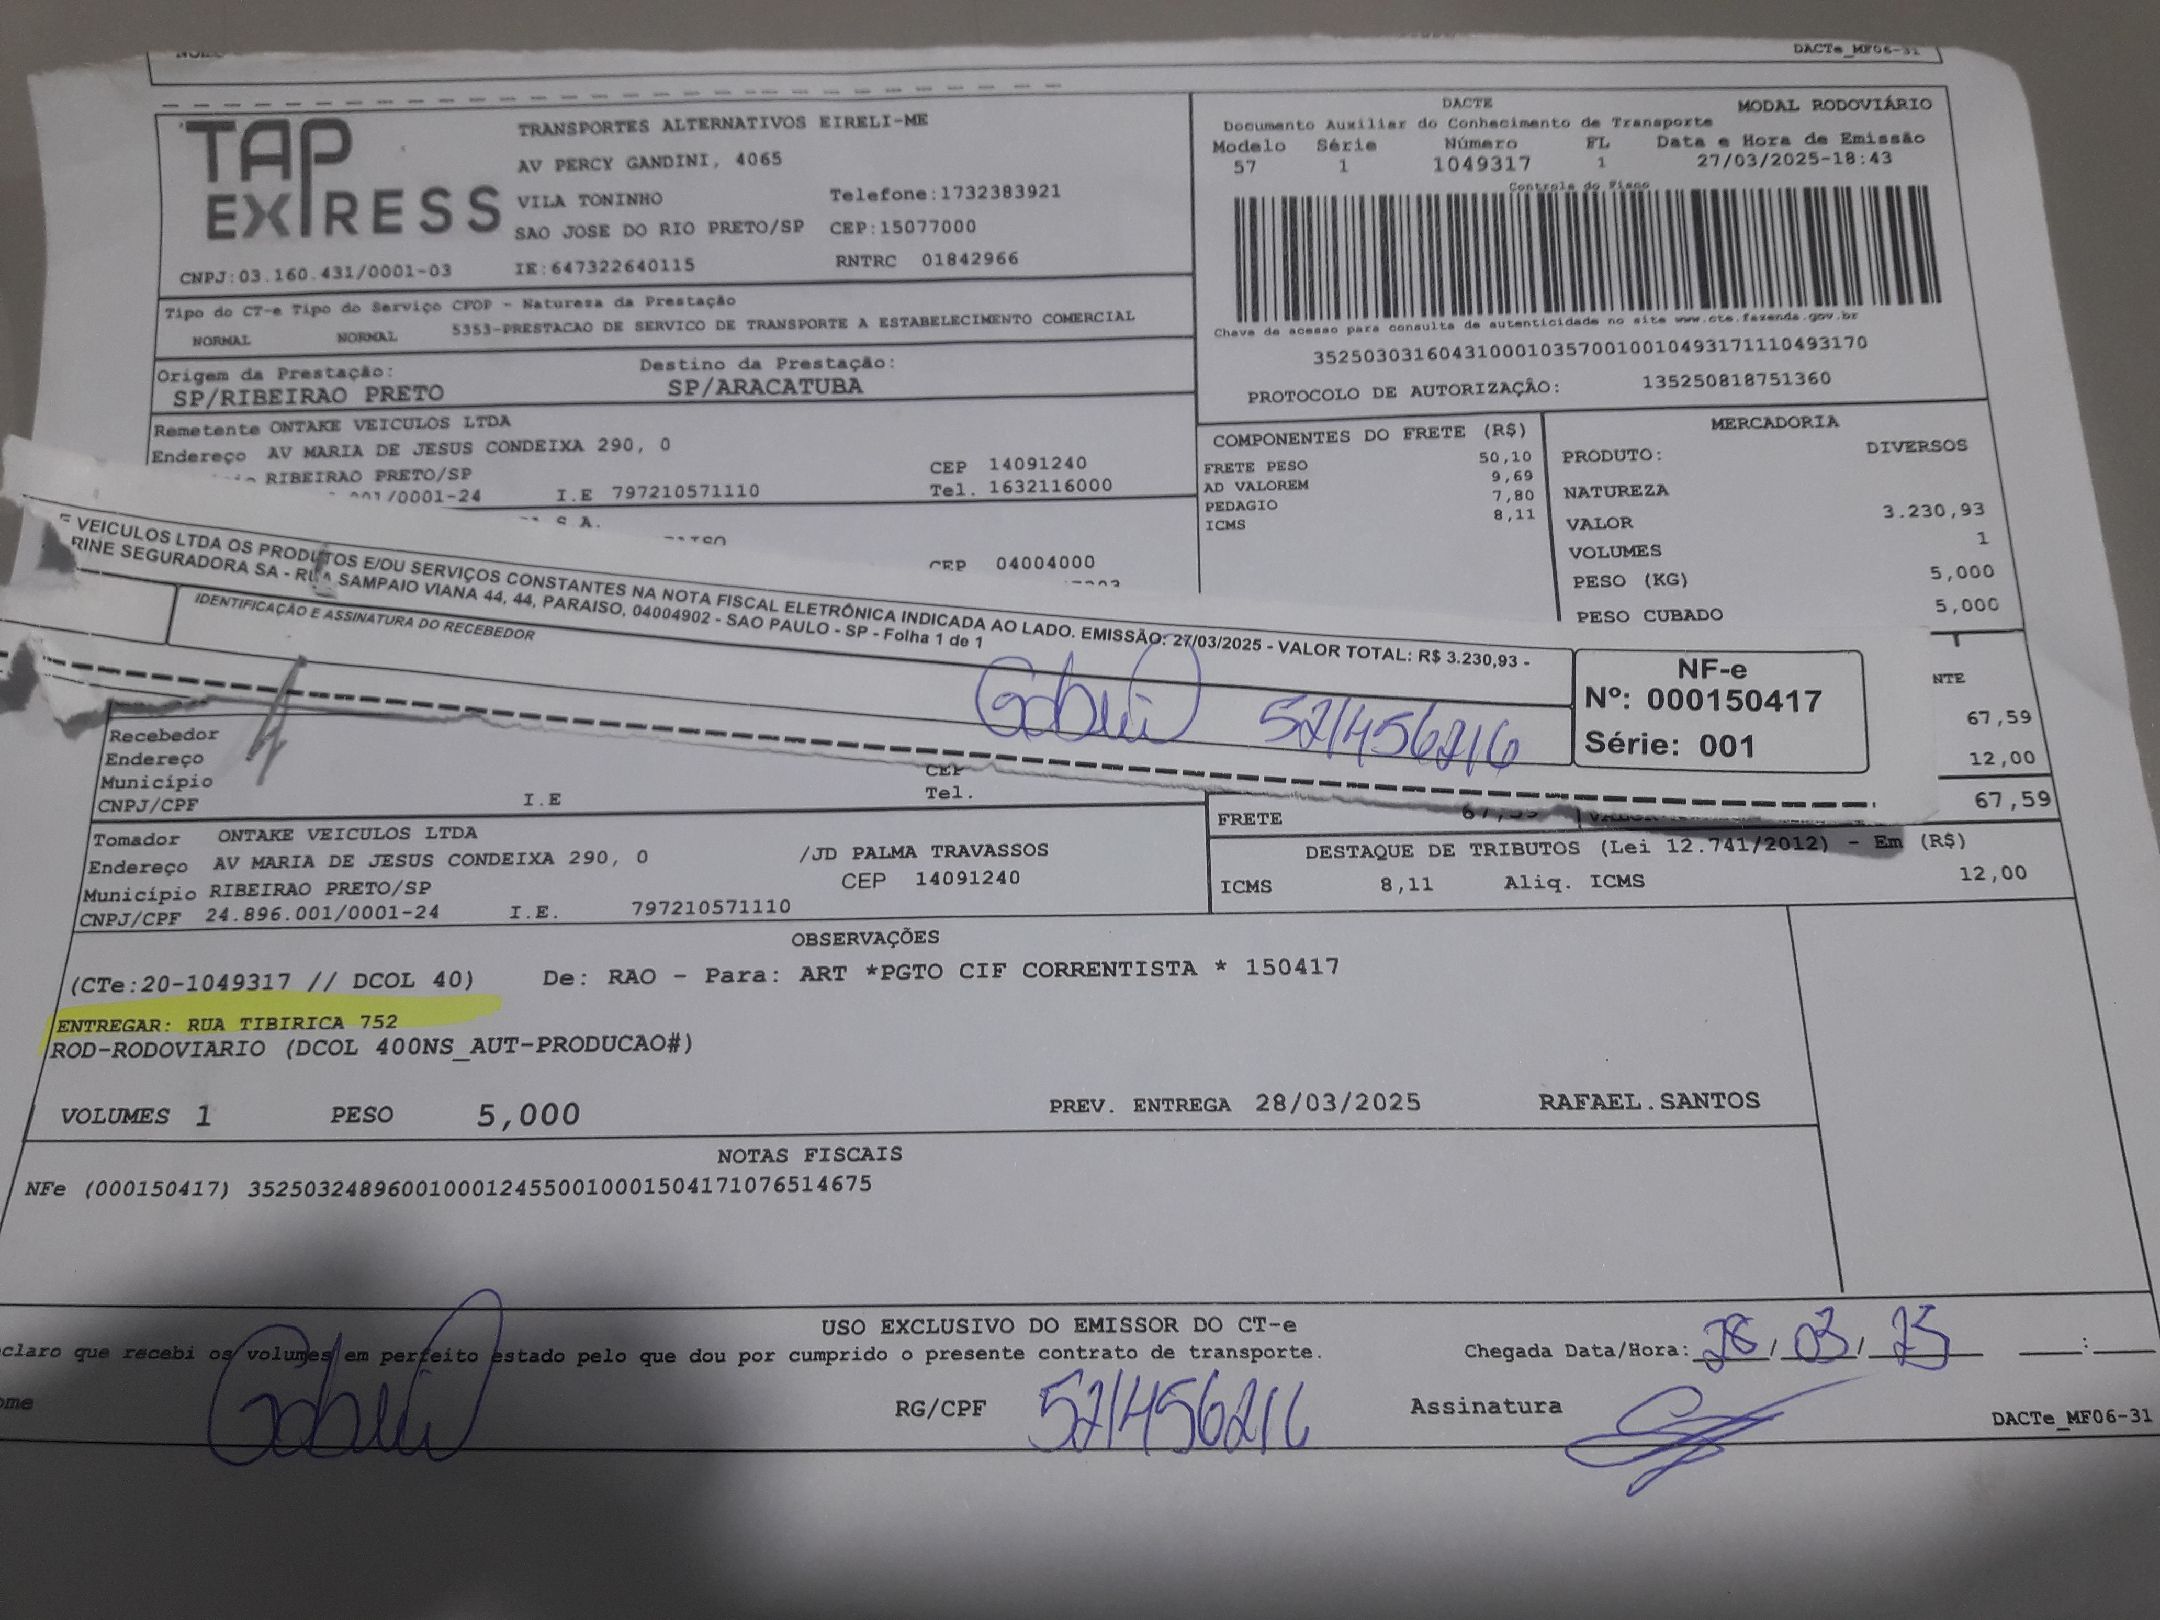 DACTe_MF06-31
TAP EXPRESS
TRANSPORTES ALTERNATIVOS EIRELI-ME
AV PERCY GANDINI, 4065
VILA TONINHO Telefone:1732383921
SAO JOSE DO RIO PRETO/SP CEP:15077000
CNPJ:03.160.431/0001-03 IE:647322640115 RNTRC 01842966
DACTE MODAL RODOVIÁRIO
Documento Auxiliar do Conhecimento de Transporte
Modelo Série Número FL Data e Hora de Emissão
57 1 1049317 1 27/03/2025-18:43
Controle do Fisco
Chave de acesso para consulta de autenticidade no site www.cte.fazenda.gov.br
35250303160431000103570010010493171110493170
PROTOCOLO DE AUTORIZAÇÃO: 135250818751360
Tipo do CT-e Tipo do Serviço CFOP - Natureza da Prestação
NORMAL NORMAL 5353-PRESTACAO DE SERVICO DE TRANSPORTE A ESTABELECIMENTO COMERCIAL
Origem da Prestação: Destino da Prestação:
SP/RIBEIRAO PRETO SP/ARACATUBA
Remetente ONTAKE VEICULOS LTDA
Endereço AV MARIA DE JESUS CONDEIXA 290, 0
RIBEIRAO PRETO/SP CEP 14091240
001/0001-24 I.E 797210571110 Tel. 1632116000
S.A.
CEP 04004000
COMPONENTES DO FRETE (R$)
FRETE PESO 50,10
AD VALOREM 9,69
PEDAGIO 7,80
ICMS 8,11
MERCADORIA
PRODUTO: DIVERSOS
NATUREZA
VALOR 3.230,93
VOLUMES 1
PESO (KG) 5,000
PESO CUBADO 5,000
E VEICULOS LTDA OS PRODUTOS E/OU SERVIÇOS CONSTANTES NA NOTA FISCAL ELETRÔNICA INDICADA AO LADO. EMISSÃO: 27/03/2025 - VALOR TOTAL: R$ 3.230,93 -
RINE SEGURADORA SA - RUA SAMPAIO VIANA 44, 44, PARAISO, 04004902 - SAO PAULO - SP - Folha 1 de 1
IDENTIFICAÇÃO E ASSINATURA DO RECEBEDOR
Gabriel 521456216
NF-e
Nº: 000150417
Série: 001
NTE
67,59
12,00
67,59
Recebedor
Endereço
Município CEP
CNPJ/CPF I.E Tel.
FRETE 67,59
Tomador ONTAKE VEICULOS LTDA
Endereço AV MARIA DE JESUS CONDEIXA 290, 0 /JD PALMA TRAVASSOS
Município RIBEIRAO PRETO/SP CEP 14091240
CNPJ/CPF 24.896.001/0001-24 I.E. 797210571110
DESTAQUE DE TRIBUTOS (Lei 12.741/2012) - Em (R$)
ICMS 8,11 Aliq. ICMS 12,00
OBSERVAÇÕES
(CTe:20-1049317 // DCOL 40) De: RAO - Para: ART *PGTO CIF CORRENTISTA * 150417
ENTREGAR: RUA TIBIRICA 752
ROD-RODOVIARIO (DCOL 400NS_AUT-PRODUCAO#)
VOLUMES 1 PESO 5,000 PREV. ENTREGA 28/03/2025 RAFAEL.SANTOS
NOTAS FISCAIS
NFe (000150417) 35250324896001000124550010001504171076514675
USO EXCLUSIVO DO EMISSOR DO CT-e
claro que recebi os volumes em perfeito estado pelo que dou por cumprido o presente contrato de transporte. Chegada Data/Hora: 28/03/25 :
ome Gabriel RG/CPF 521456216 Assinatura
DACTe_MF06-31